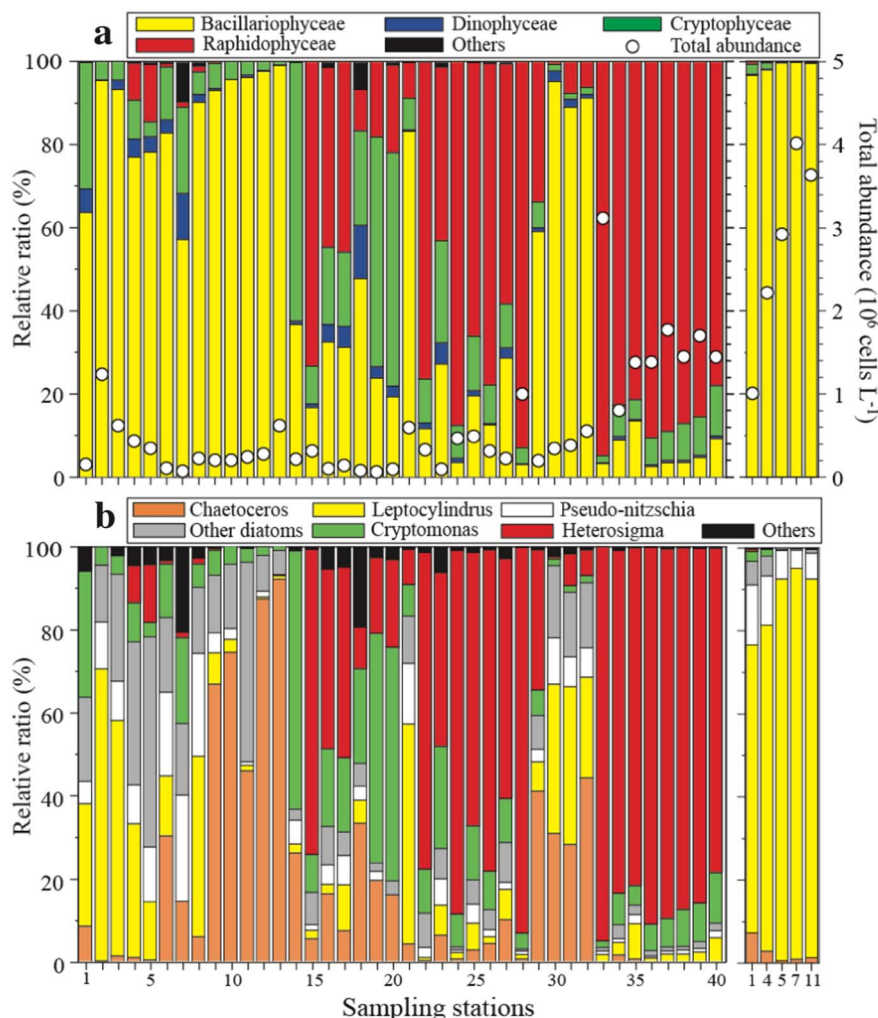 a
Bacillariophyceae Dinophyceae Cryptophyceae
Raphidophyceae Others Total abundance
Relative ratio (%)
100
80
60
40
20
0
5
4
3
2
1
0
Total abundance (10⁶ cells L⁻¹)
b
Chaetoceros Leptocylindrus Pseudo-nitzschia
Other diatoms Cryptomonas Heterosigma Others
Relative ratio (%)
100
80
60
40
20
0
1 5 10 15 20 25 30 35 40 1 4 5 7 11
Sampling stations